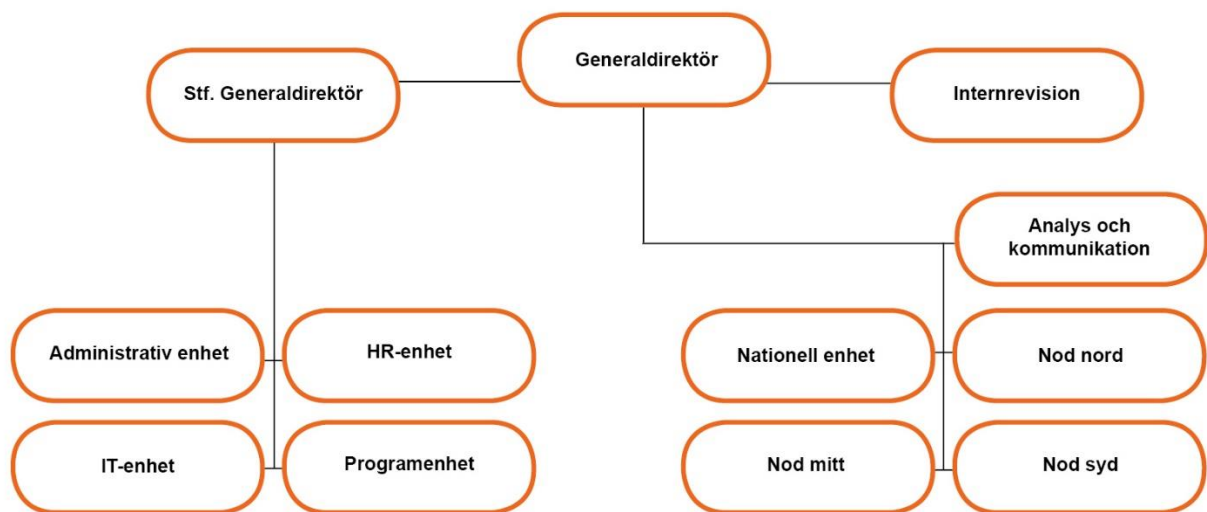 Generaldirektör
Stf. Generaldirektör
Internrevision
Analys och
kommunikation
Administrativ enhet
HR-enhet
Nationell enhet
Nod nord
IT-enhet
Programenhet
Nod mitt
Nod syd